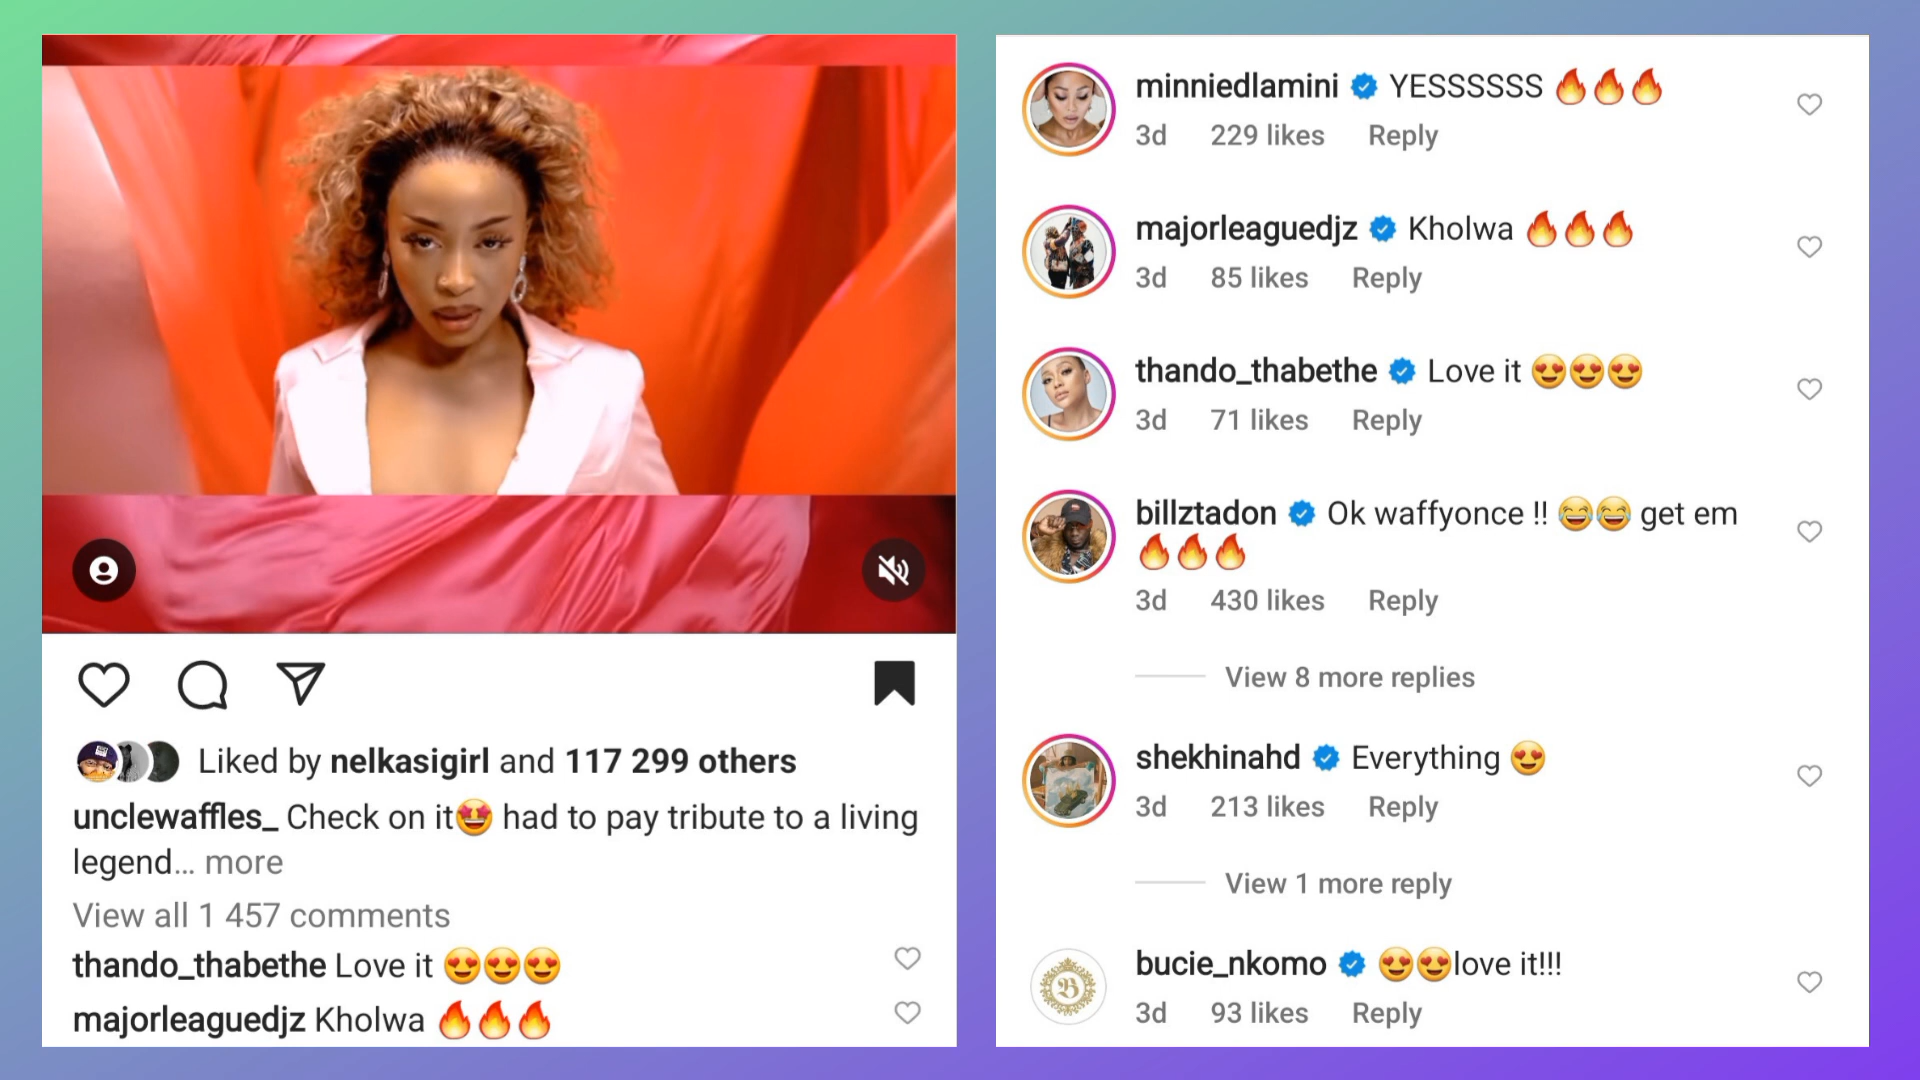 Liked by nelkasigirl and 117 299 others
unclewaffles_ Check on it🤩 had to pay tribute to a living
legend... more
View all 1 457 comments
thando_thabethe Love it 😍😍😍
majorleaguedjz Kholwa 🔥🔥🔥
minniedlamini YESSSSSS 🔥🔥🔥
3d 229 likes Reply
majorleaguedjz Kholwa 🔥🔥🔥
3d 85 likes Reply
thando_thabethe Love it 😍😍😍
3d 71 likes Reply
billztadon Ok waffyonce !! 😂😂 get em
🔥🔥🔥
3d 430 likes Reply
View 8 more replies
shekhinahd Everything 😍
3d 213 likes Reply
View 1 more reply
B
bucie_nkomo 😍😍love it!!!
3d 93 likes Reply